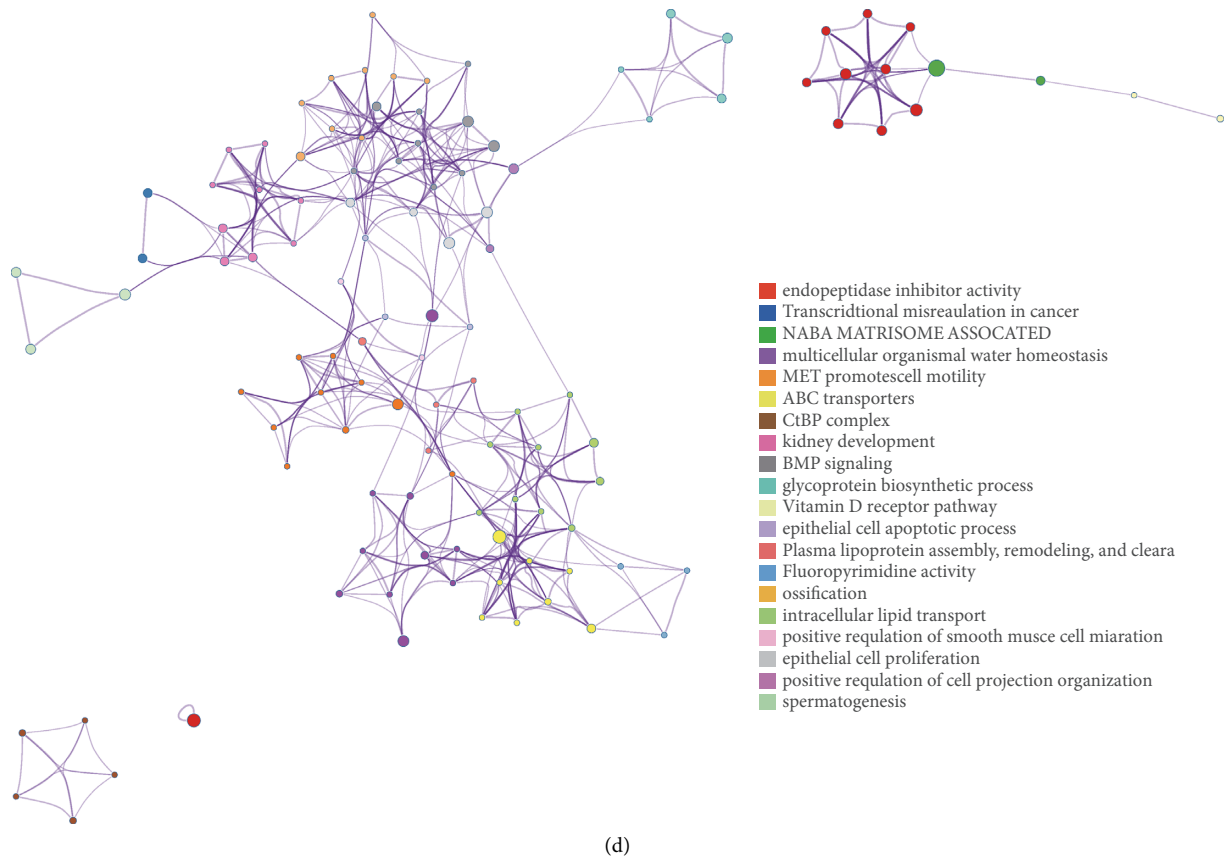 endopeptidase inhibitor activity
Transcridtional misreaulation in cancer
NABA MATRISOME ASSOCATED
multicellular organismal water homeostasis
MET promotescell motility
ABC transporters
CtBP complex
kidney development
BMP signaling
glycoprotein biosynthetic process
Vitamin D receptor pathway
epithelial cell apoptotic process
Plasma lipoprotein assembly, remodeling, and cleara
Fluoropyrimidine activity
ossification
intracellular lipid transport
positive requlation of smooth musce cell miaration
epithelial cell proliferation
positive regulation of cell projection organization
spermatogenesis
(d)